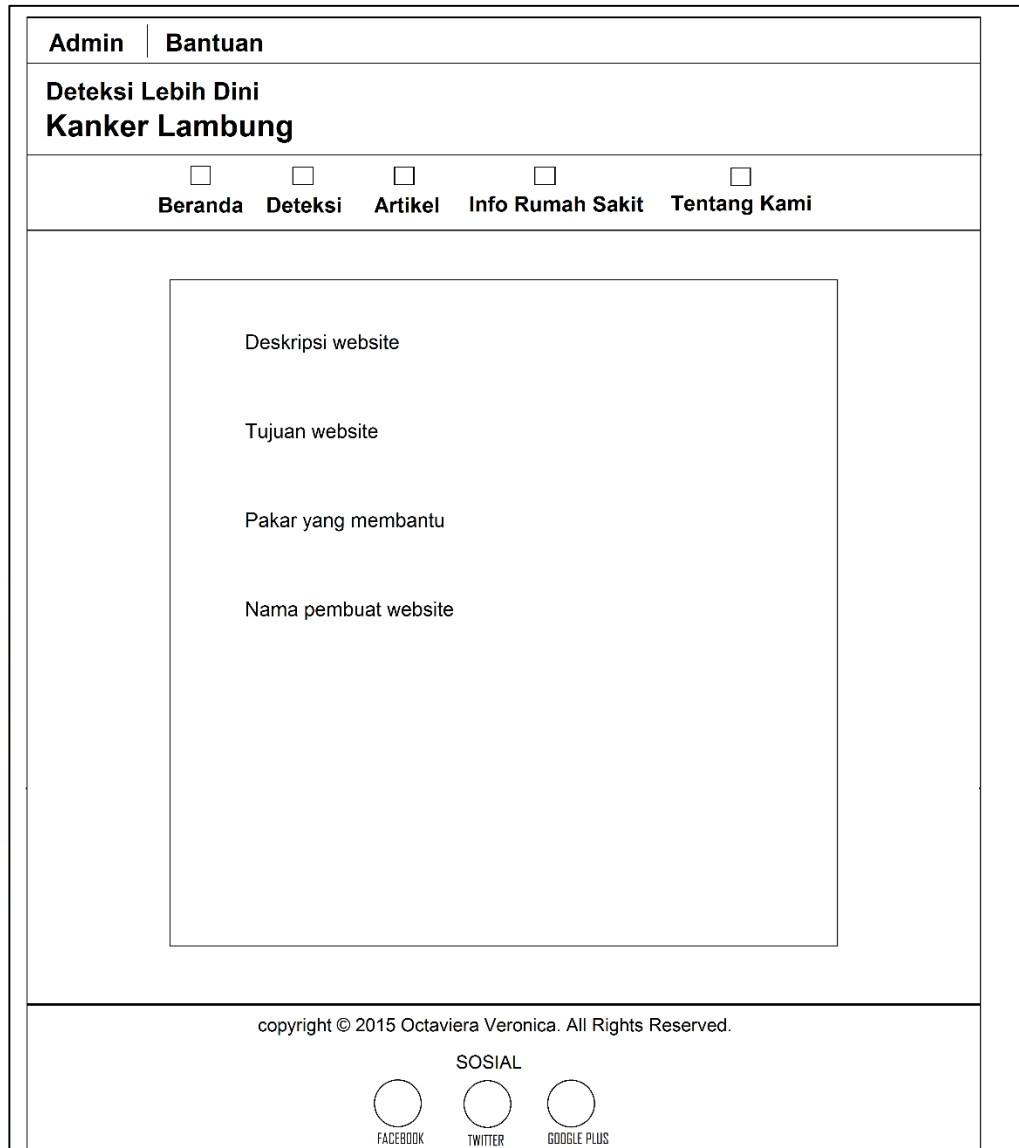 Admin Bantuan
Deteksi Lebih Dini
Kanker Lambung
Beranda Deteksi Artikel Info Rumah Sakit Tentang Kami
Deskripsi website
Tujuan website
Pakar yang membantu
Nama pembuat website
copyright © 2015 Octaviera Veronica. All Rights Reserved.
SOSIAL
FACEBOOK TWITTER GOOGLE PLUS